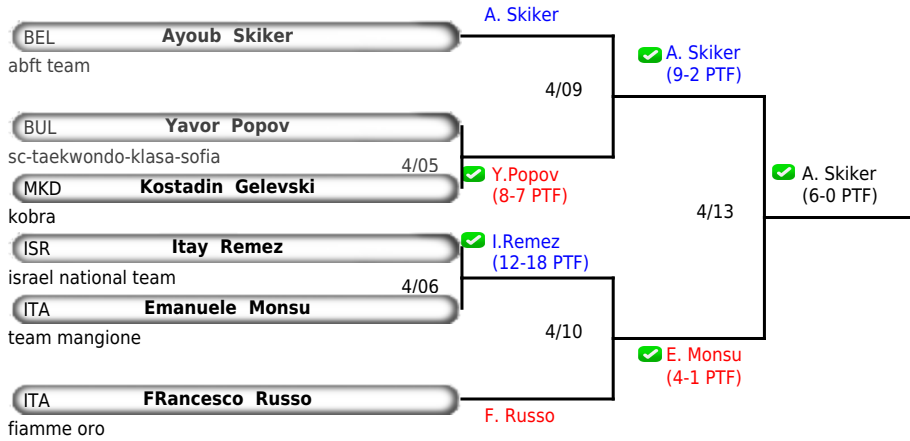 A. Skiker
BEL Ayoub Skiker
abft team
A. Skiker
(9-2 PTF)
4/09
BUL Yavor Popov
sc-taekwondo-klasa-sofia
4/05
Y.Popov
(8-7 PTF)
MKD Kostadin Gelevski
kobra
A. Skiker
(6-0 PTF)
4/13
ISR Itay Remez
israel national team
I.Remez
(12-18 PTF)
4/06
ITA Emanuele Monsu
team mangione
4/10
E. Monsu
(4-1 PTF)
ITA FRancesco Russo
fiamme oro
F. Russo